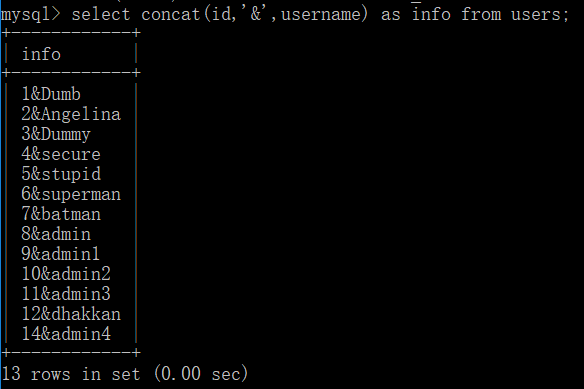 mysql> select concat(id,'&',username) as info from users;
+------------+
| info       |
+------------+
| 1&Dumb     |
| 2&Angelina |
| 3&Dummy    |
| 4&secure   |
| 5&stupid   |
| 6&superman |
| 7&batman   |
| 8&admin    |
| 9&admin1   |
| 10&admin2  |
| 11&admin3  |
| 12&dhakkan |
| 14&admin4  |
+------------+
13 rows in set (0.00 sec)